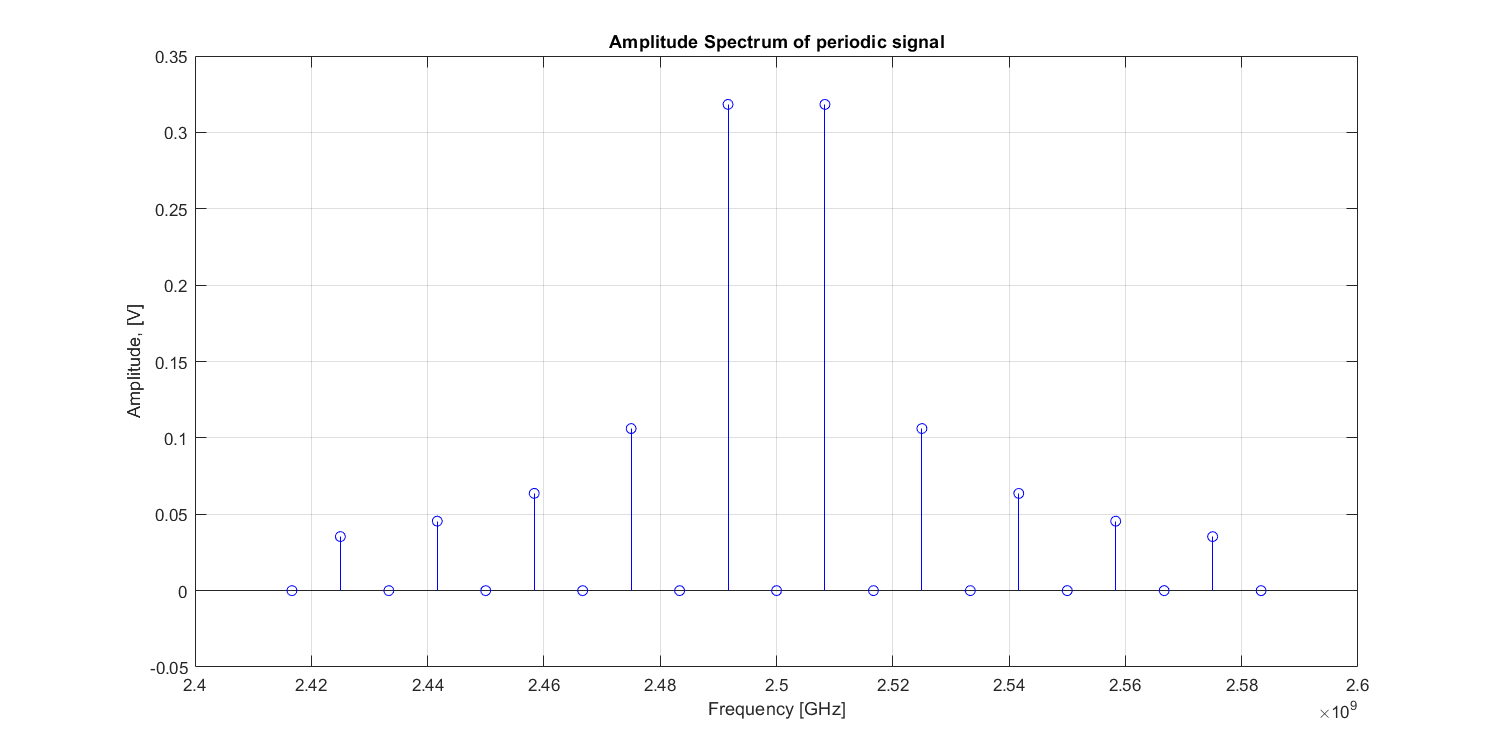 Amplitude Spectrum of periodic signal
0.35
0.3
0.25
0.2
0.15
0.1
0.05
0
-0.05
Amplitude, [V]
2.4 2.42 2.44 2.46 2.48 2.5 2.52 2.54 2.56 2.58 2.6
Frequency [GHz]
×10⁹